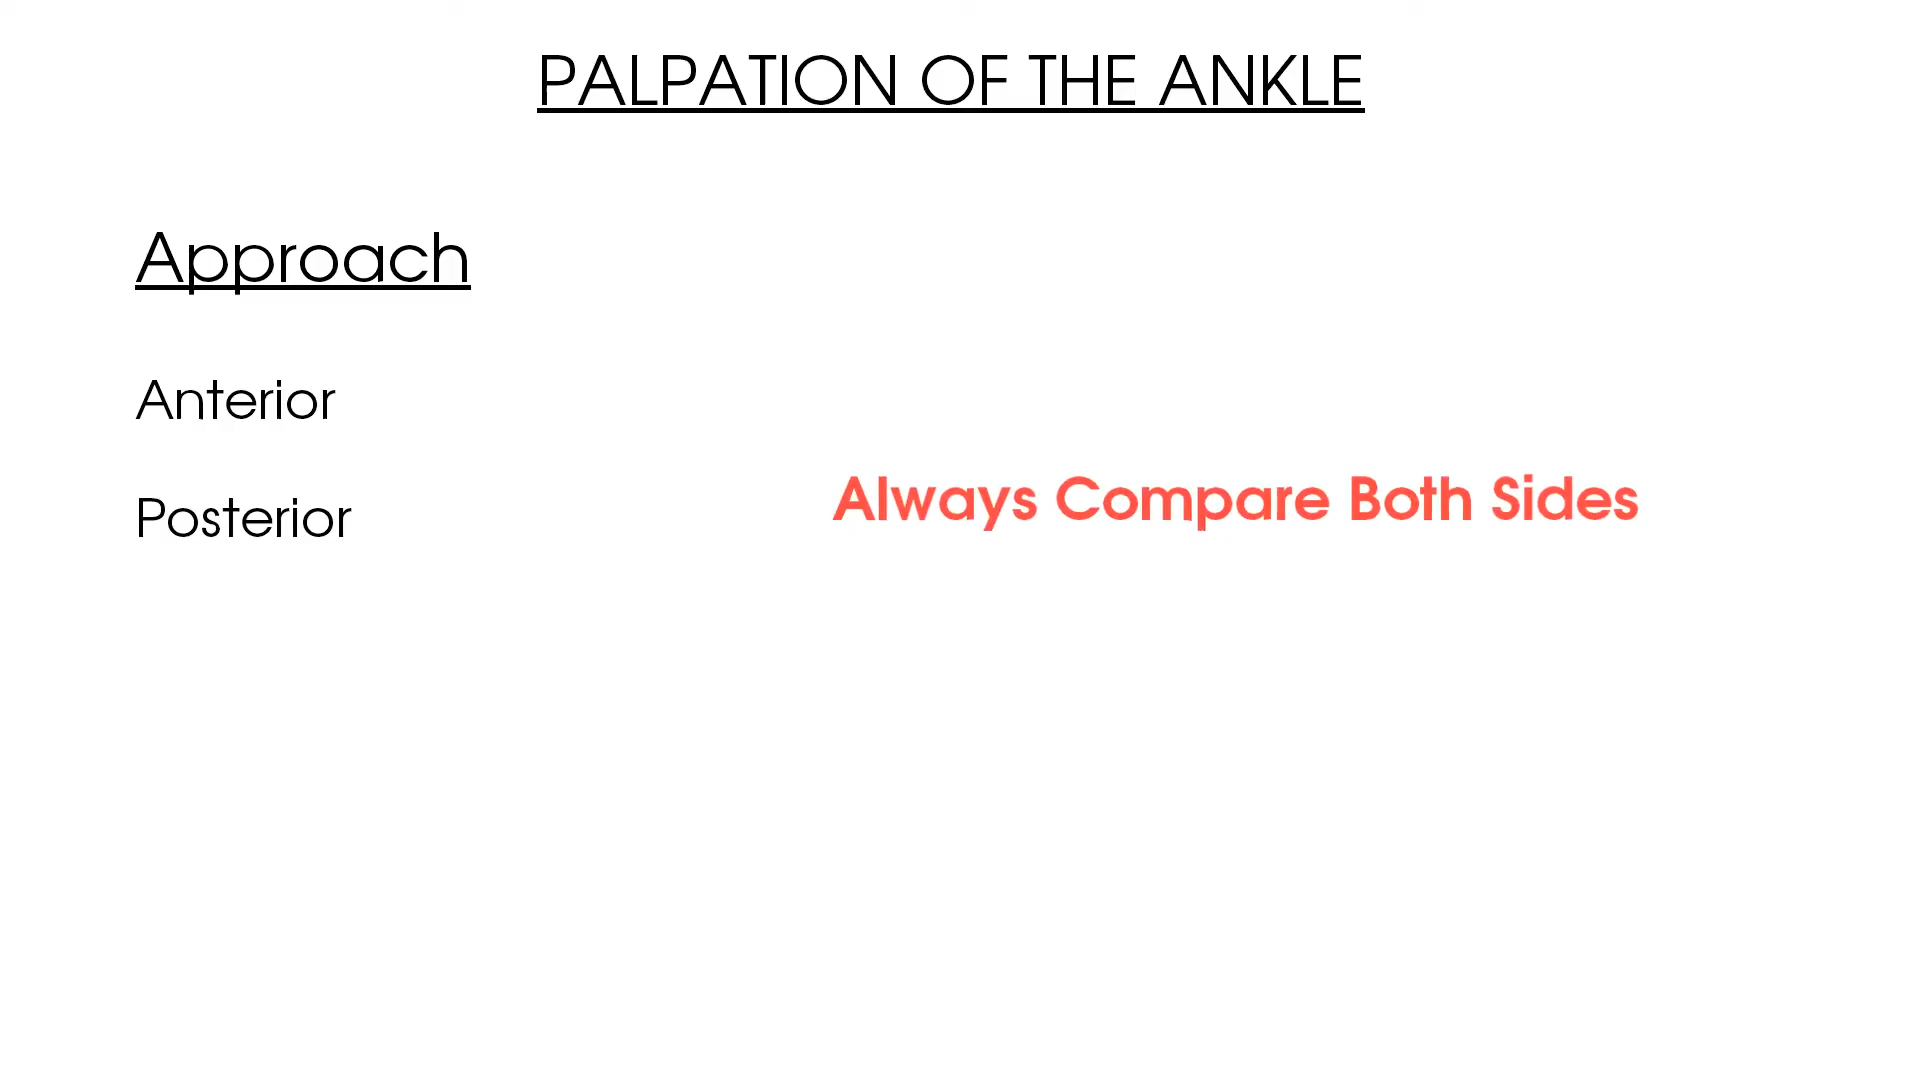 PALPATION OF THE ANKLE
Approach
Anterior
Posterior
Always Compare Both Sides